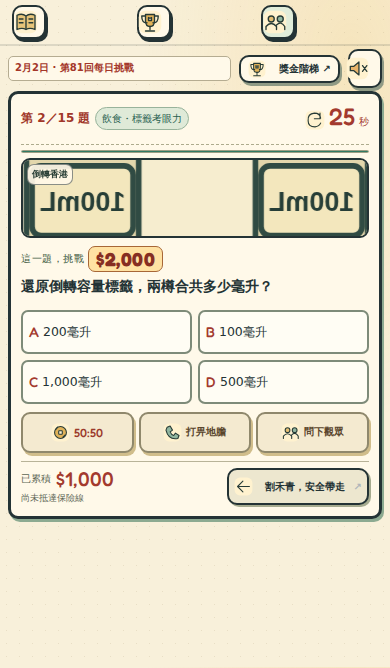 2月2日 · 第81回每日挑戰
獎金階梯 ↗
第 2／15 題
飲食 · 標籤考眼力
25 秒
倒轉香港
100mL
100mL
這一題，挑戰 $2,000
還原倒轉容量標籤，兩樽合共多少毫升？
A 200毫升
B 100毫升
C 1,000毫升
D 500毫升
50:50
打畀地膽
問下觀眾
已累積 $1,000
尚未抵達保險線
割禾青，安全帶走 ↗